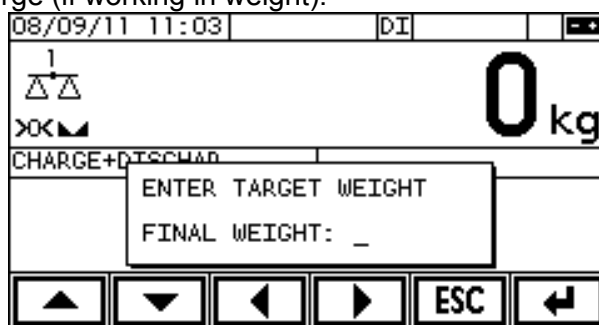 rge (if working in weight).
08/09/11 11:03 DI
1
0 kg
CHARGE+DISCHAR
ENTER TARGET WEIGHT
FINAL WEIGHT: _
ESC